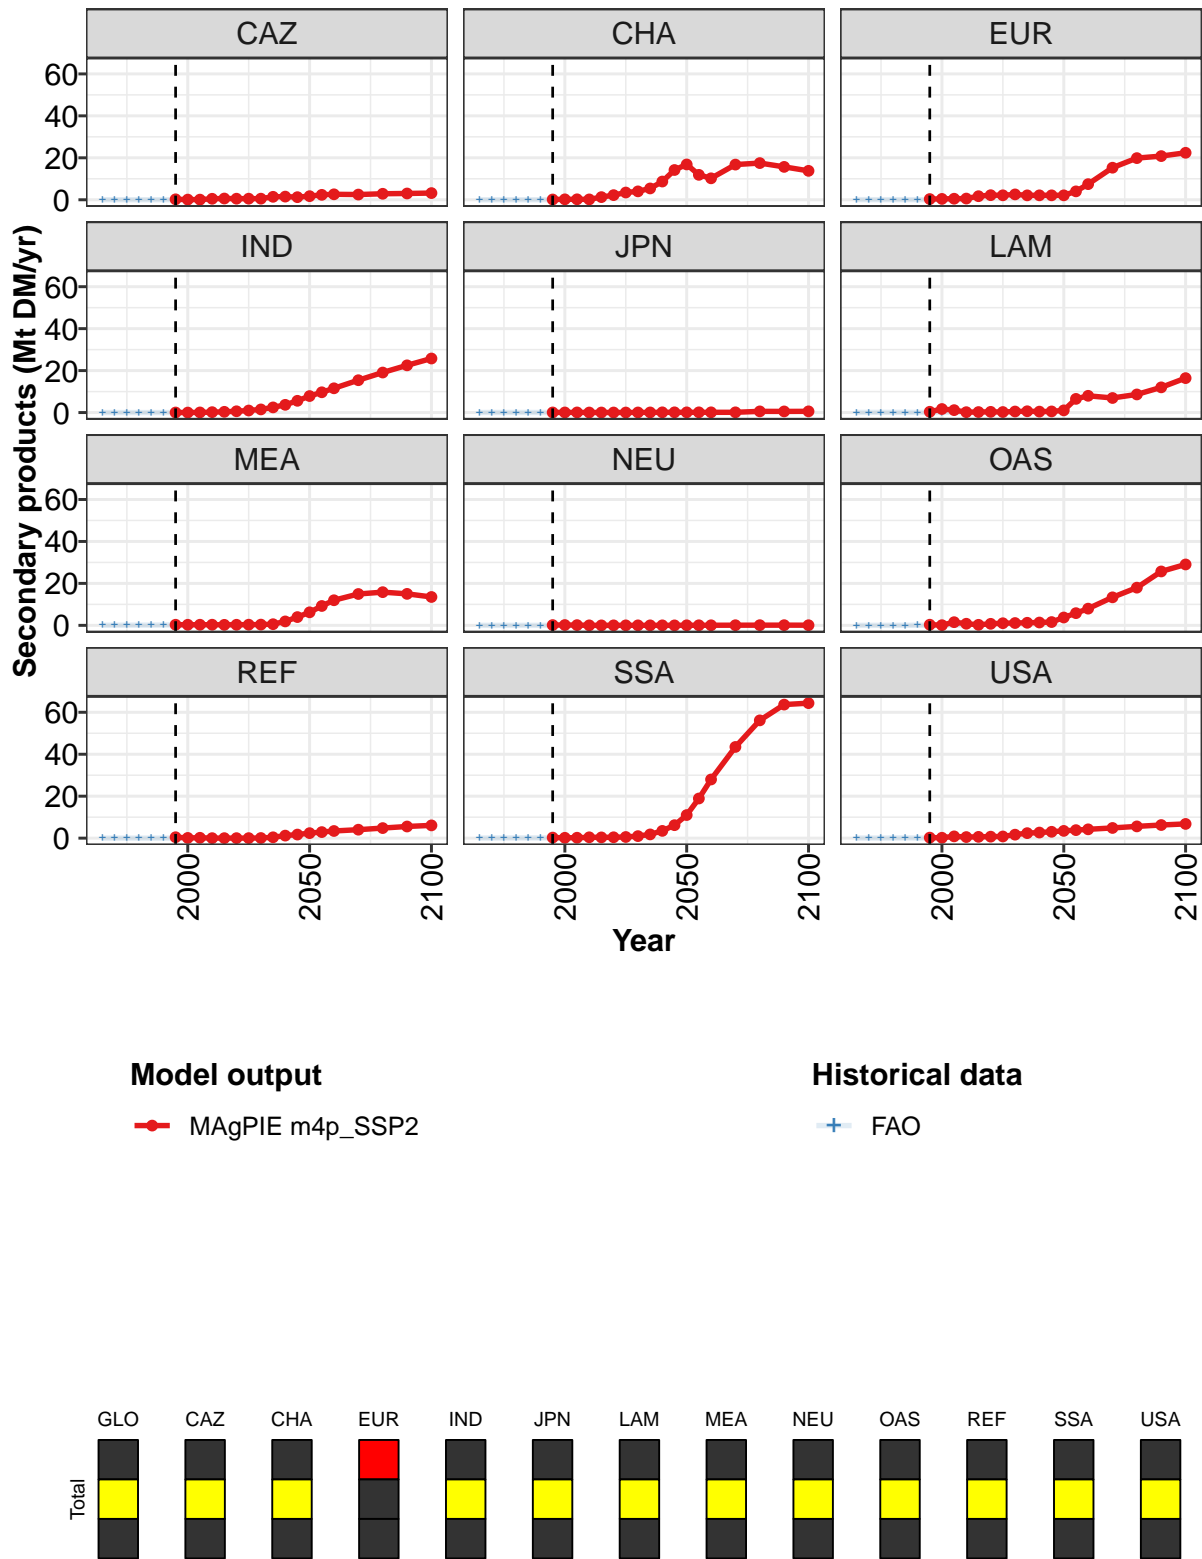 CAZ CHA EUR
60
40
20
0
IND JPN LAM
60
40
20
0
MEA NEU OAS
60
40
20
0
REF SSA USA
60
40
20
0
2000 2050 2100 2000 2050 2100 2000 2050 2100
Year
Secondary products (Mt DM/yr)
Model output
MAgPIE m4p_SSP2
Historical data
FAO
GLO CAZ CHA EUR IND JPN LAM MEA NEU OAS REF SSA USA
Total